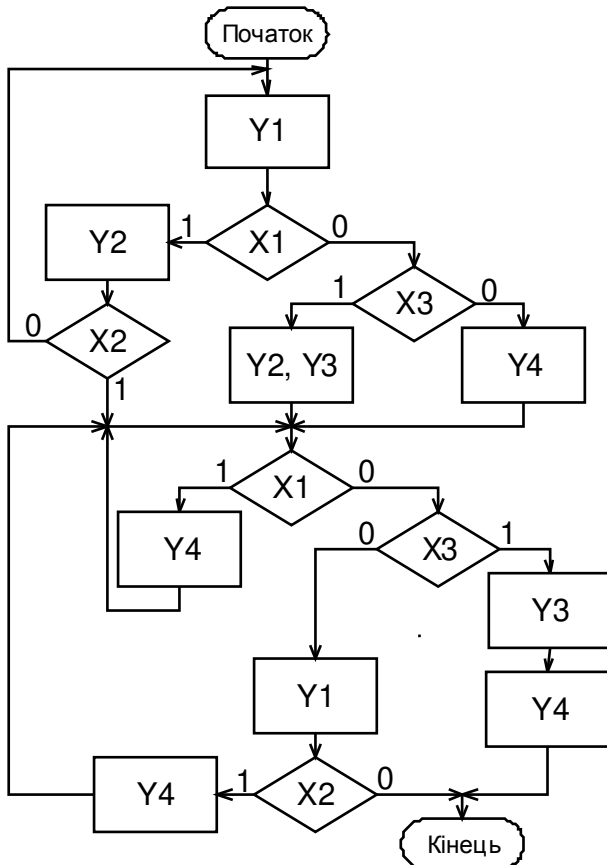 Початок
Y1
1 X1 0
Y2
1 X3 0
0 X2
1
Y2, Y3
Y4
1 X1 0
Y4
0 X3 1
Y3
Y1
Y4
Y4
1 X2 0
Кінець